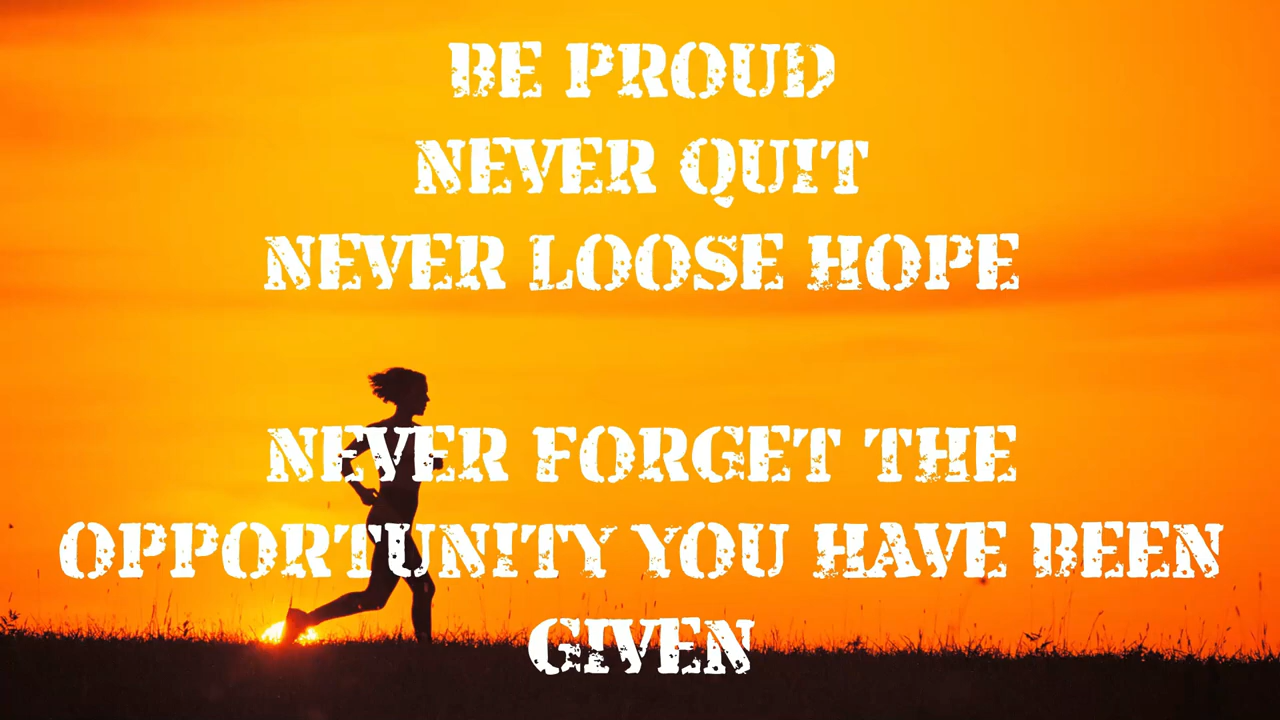 BE PROUD
NEVER QUIT
NEVER LOOSE HOPE
NEVER FORGET THE
OPPORTUNITY YOU HAVE BEEN
GIVEN